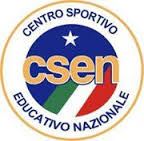 CENTRO SPORTIVO
csen
EDUCATIVO NAZIONALE